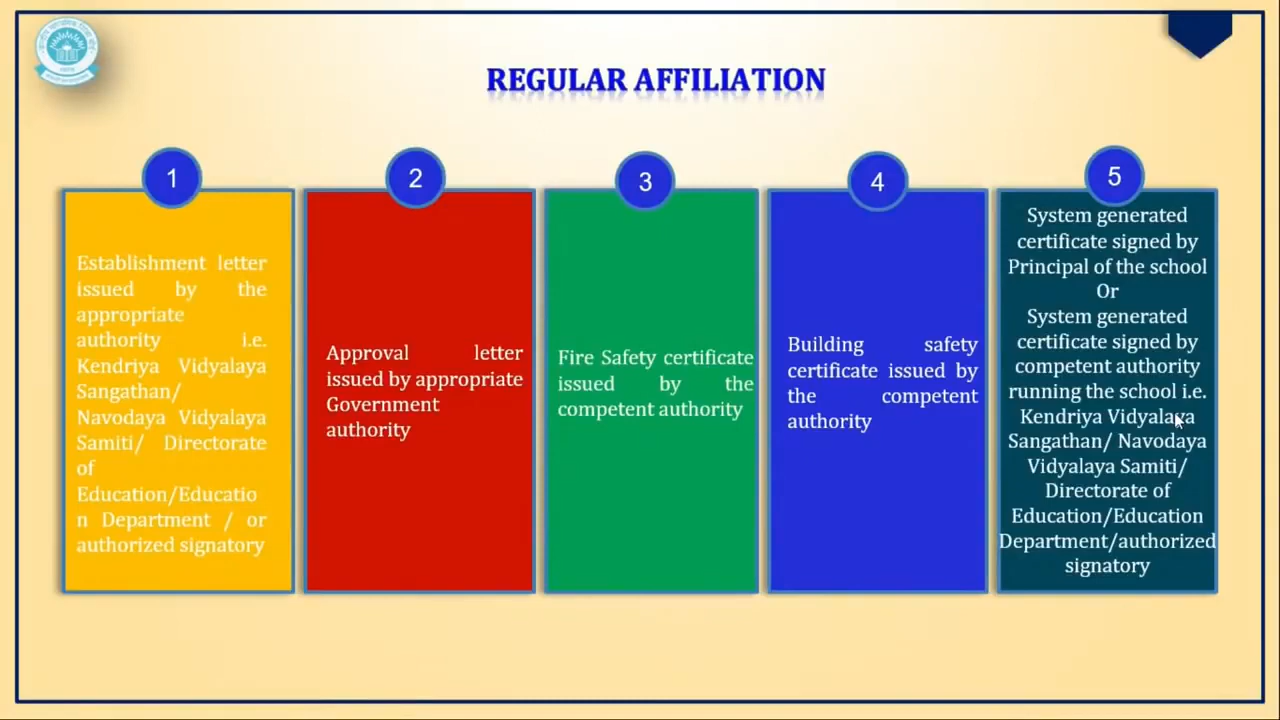 REGULAR AFFILIATION
1
Establishment letter
issued by the
appropriate
authority i.e.
Kendriya Vidyalaya
Sangathan/
Navodaya Vidyalaya
Samiti/ Directorate
of
Education/Educatio
n Department / or
authorized signatory
2
Approval letter
issued by appropriate
Government
authority
3
Fire Safety certificate
issued by the
competent authority
4
Building safety
certificate issued by
the competent
authority
5
System generated
certificate signed by
Principal of the school
Or
System generated
certificate signed by
competent authority
running the school i.e.
Kendriya Vidyalaya
Sangathan/ Navodaya
Vidyalaya Samiti/
Directorate of
Education/Education
Department/authorized
signatory